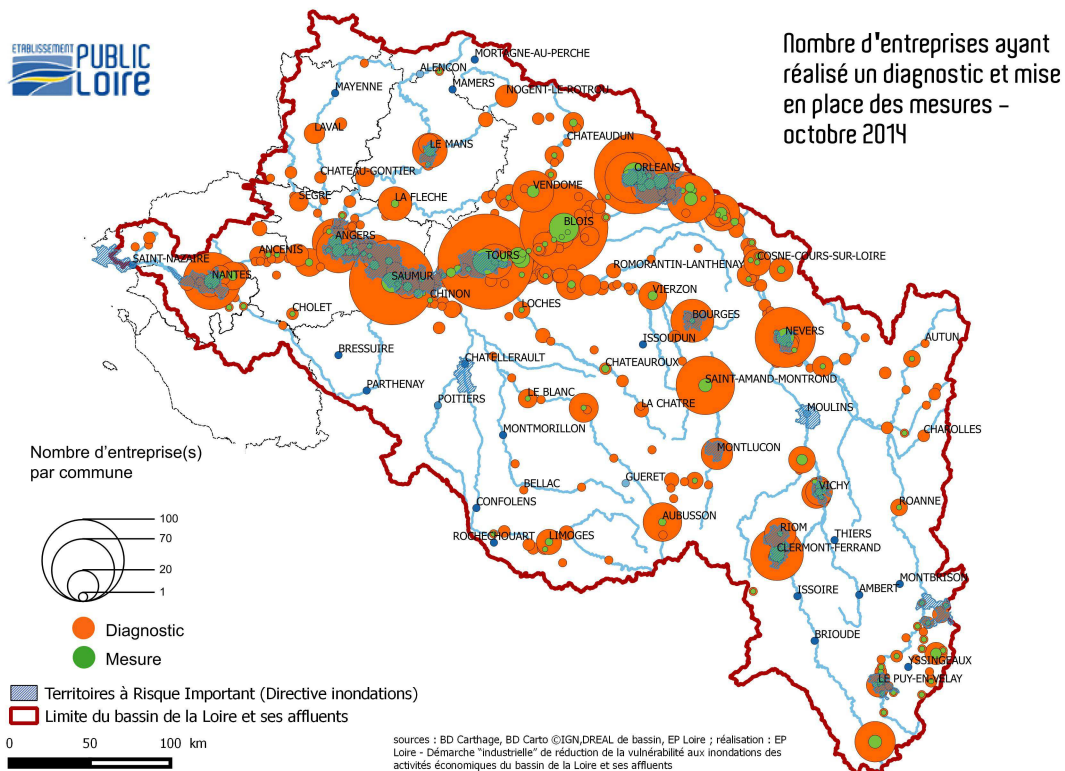 ETABLISSEMENT
PUBLIC
LOIRE
Nombre d'entreprises ayant
réalisé un diagnostic et mise
en place des mesures –
octobre 2014
MORTAGNE-AU-PERCHE
ALENCON
MAMERS
MAYENNE
NOGENT-LE-ROTROU
LAVAL
CHATEAUDUN
LE MANS
CHATEAU-GONTIER
ORLEANS
VENDOME
SEGRE
LA FLECHE
BLOIS
ANGERS
ANCENIS
TOURS
COSNE-COURS-SUR-LOIRE
SAINT-NAZAIRE
ROMORANTIN-LANTHENAY
NANTES
SAUMUR
CHINON
VIERZON
LOCHES
CHOLET
BOURGES
NEVERS
ISSOUDUN
AUTUN
BRESSUIRE
CHATELLERAULT
CHATEAUROUX
SAINT-AMAND-MONTROND
PARTHENAY
LE BLANC
POITIERS
LA CHATRE
MOULINS
MONTMORILLON
CHAROLLES
MONTLUCON
GUERET
BELLAC
VICHY
CONFOLENS
ROANNE
AUBUSSON
RIOM
ROCHECHOUART
LIMOGES
THIERS
CLERMONT-FERRAND
MONTBRISON
ISSOIRE
AMBERT
BRIOUDE
YSSINGEAUX
LE PUY-EN-VELAY
Nombre d'entreprise(s)
par commune
100
70
20
1
Diagnostic
Mesure
Territoires à Risque Important (Directive inondations)
Limite du bassin de la Loire et ses affluents
0 50 100 km
sources : BD Carthage, BD Carto ©IGN,DREAL de bassin, EP Loire ; réalisation : EP
Loire - Démarche "industrielle" de réduction de la vulnérabilité aux inondations des
activités économiques du bassin de la Loire et ses affluents